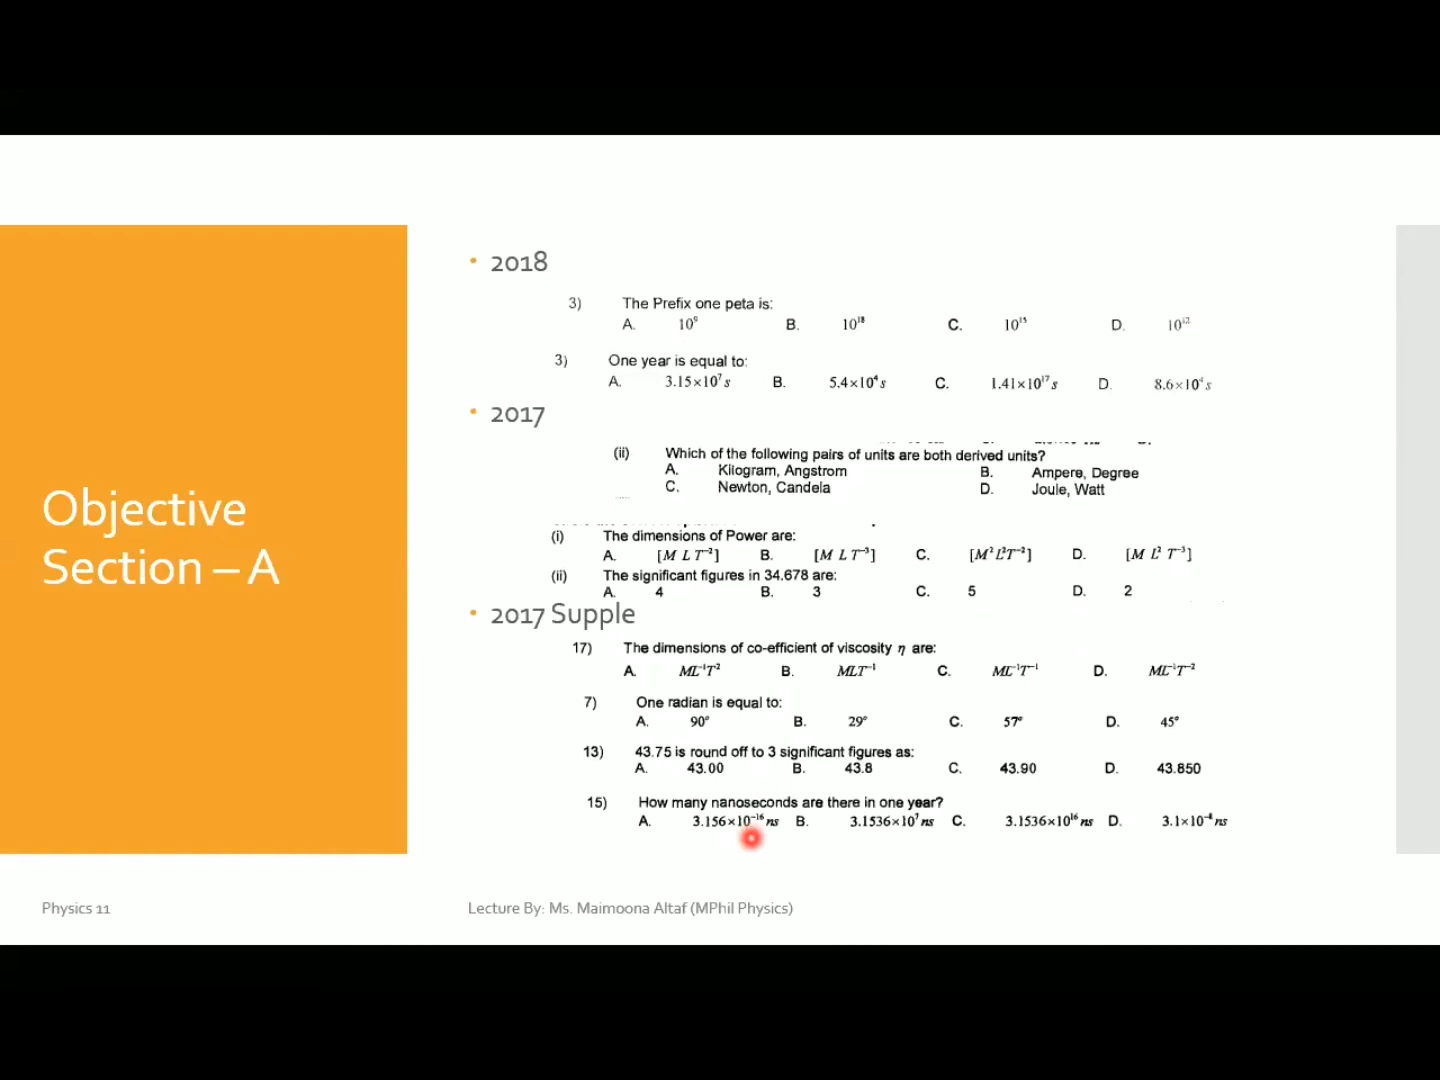 Objective
Section – A
• 2018
3) The Prefix one peta is:
A. 10⁹ B. 10¹⁸ C. 10¹⁵ D. 10¹²
3) One year is equal to:
A. 3.15×10⁷ s B. 5.4×10⁴ s C. 1.41×10¹⁷ s D. 8.6×10⁴ s
• 2017
(ii) Which of the following pairs of units are both derived units?
A. Kilogram, Angstrom B. Ampere, Degree
C. Newton, Candela D. Joule, Watt
(i) The dimensions of Power are:
A. [M L T⁻²] B. [M L T⁻³] C. [M² L² T⁻²] D. [M L² T⁻³]
(ii) The significant figures in 34.678 are:
A. 4 B. 3 C. 5 D. 2
• 2017 Supple
17) The dimensions of co-efficient of viscosity η are:
A. ML⁻¹T² B. MLT⁻¹ C. ML⁻¹T⁻¹ D. ML⁻¹T⁻²
7) One radian is equal to:
A. 90° B. 29° C. 57° D. 45°
13) 43.75 is round off to 3 significant figures as:
A. 43.00 B. 43.8 C. 43.90 D. 43.850
15) How many nanoseconds are there in one year?
A. 3.156×10⁻¹⁶ ns B. 3.1536×10⁷ ns C. 3.1536×10¹⁶ ns D. 3.1×10⁻⁸ ns
Physics 11
Lecture By: Ms. Maimoona Altaf (MPhil Physics)